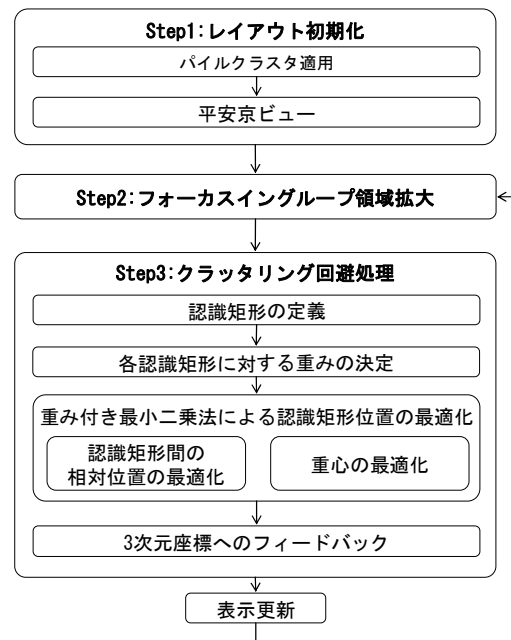 Step1:レイアウト初期化
パイルクラスタ適用
平安京ビュー
Step2:フォーカスイングループ領域拡大
Step3:クラッタリング回避処理
認識矩形の定義
各認識矩形に対する重みの決定
重み付き最小二乗法による認識矩形位置の最適化
認識矩形間の
相対位置の最適化
重心の最適化
3次元座標へのフィードバック
表示更新